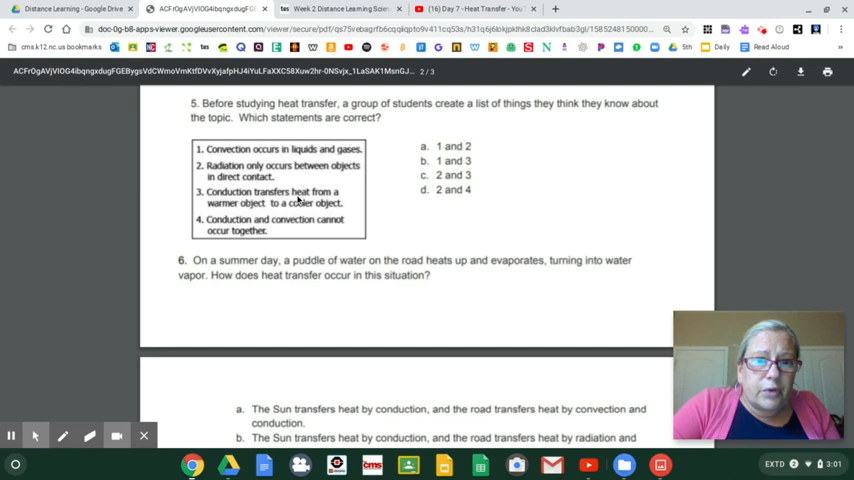 Distance Learning - Google Drive
ACFrOgAVjVIOG4ibqngxdugFGE
Week 2 Distance Learning Scien
(16) Day 7 - Heat Transfer - You
cms.k12.nc.us bookmarks
5th
Daily
Read Aloud
2 / 3
5. Before studying heat transfer, a group of students create a list of things they think they know about
the topic. Which statements are correct?
1. Convection occurs in liquids and gases.
2. Radiation only occurs between objects
in direct contact.
3. Conduction transfers heat from a
warmer object to a cooler object.
4. Conduction and convection cannot
occur together.
a. 1 and 2
b. 1 and 3
c. 2 and 3
d. 2 and 4
6. On a summer day, a puddle of water on the road heats up and evaporates, turning into water
vapor. How does heat transfer occur in this situation?
a. The Sun transfers heat by conduction, and the road transfers heat by convection and
conduction.
b. The Sun transfers heat by conduction, and the road transfers heat by radiation and
EXTD 2 3:01